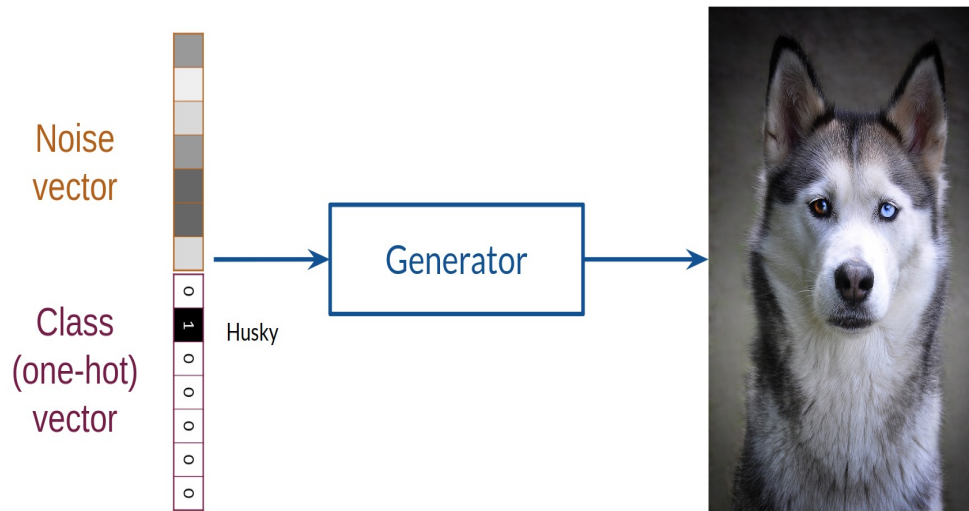 Noise
vector
Class
(one-hot)
vector
0
1
0
0
0
0
0
Husky
Generator